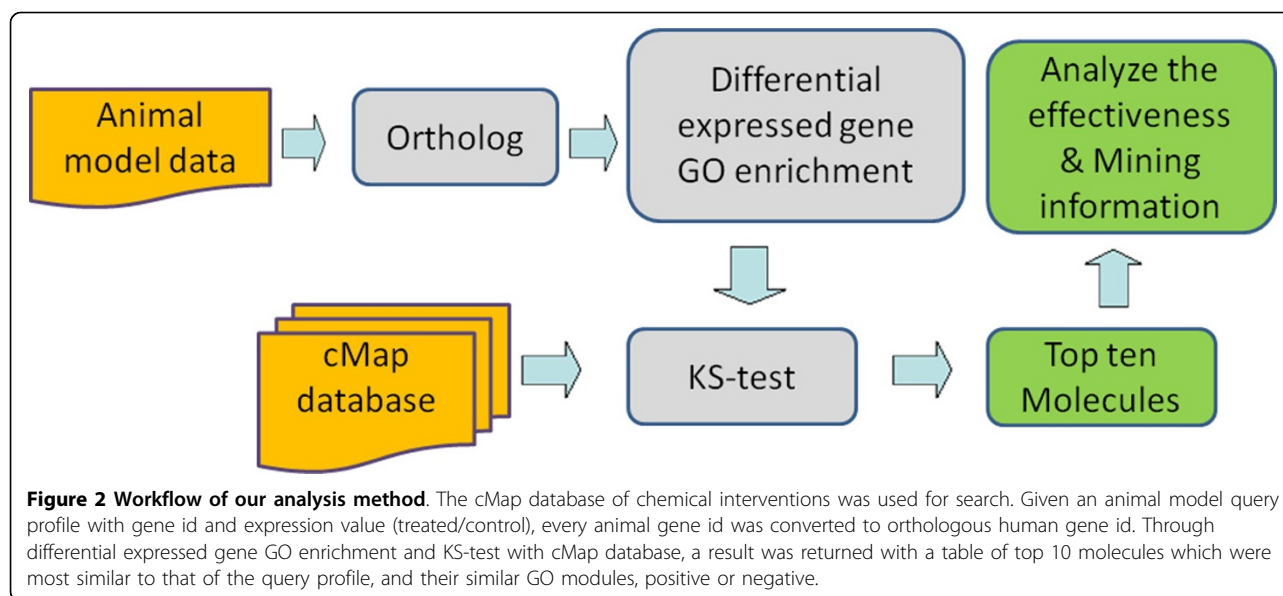 Animal
model data
Ortholog
Differential
expressed gene
GO enrichment
Analyze the
effectiveness
& Mining
information
cMap
database
KS-test
Top ten
Molecules
Figure 2 Workflow of our analysis method. The cMap database of chemical interventions was used for search. Given an animal model query
profile with gene id and expression value (treated/control), every animal gene id was converted to orthologous human gene id. Through
differential expressed gene GO enrichment and KS-test with cMap database, a result was returned with a table of top 10 molecules which were
most similar to that of the query profile, and their similar GO modules, positive or negative.